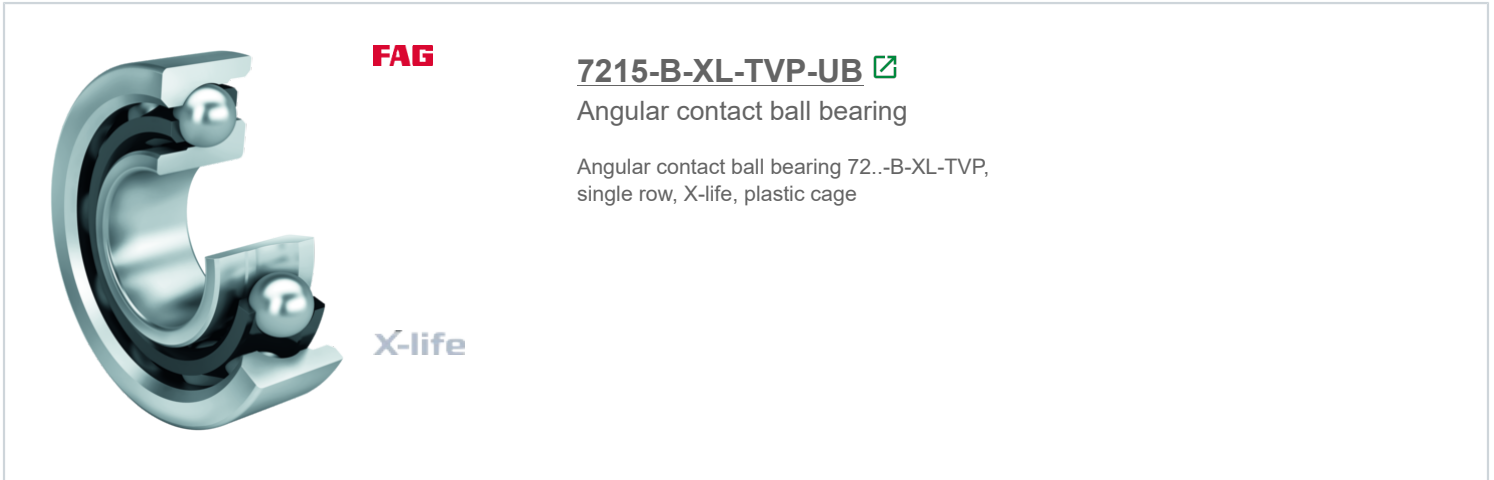 FAG
7215-B-XL-TVP-UB
Angular contact ball bearing
Angular contact ball bearing 72..-B-XL-TVP,
single row, X-life, plastic cage
X-life